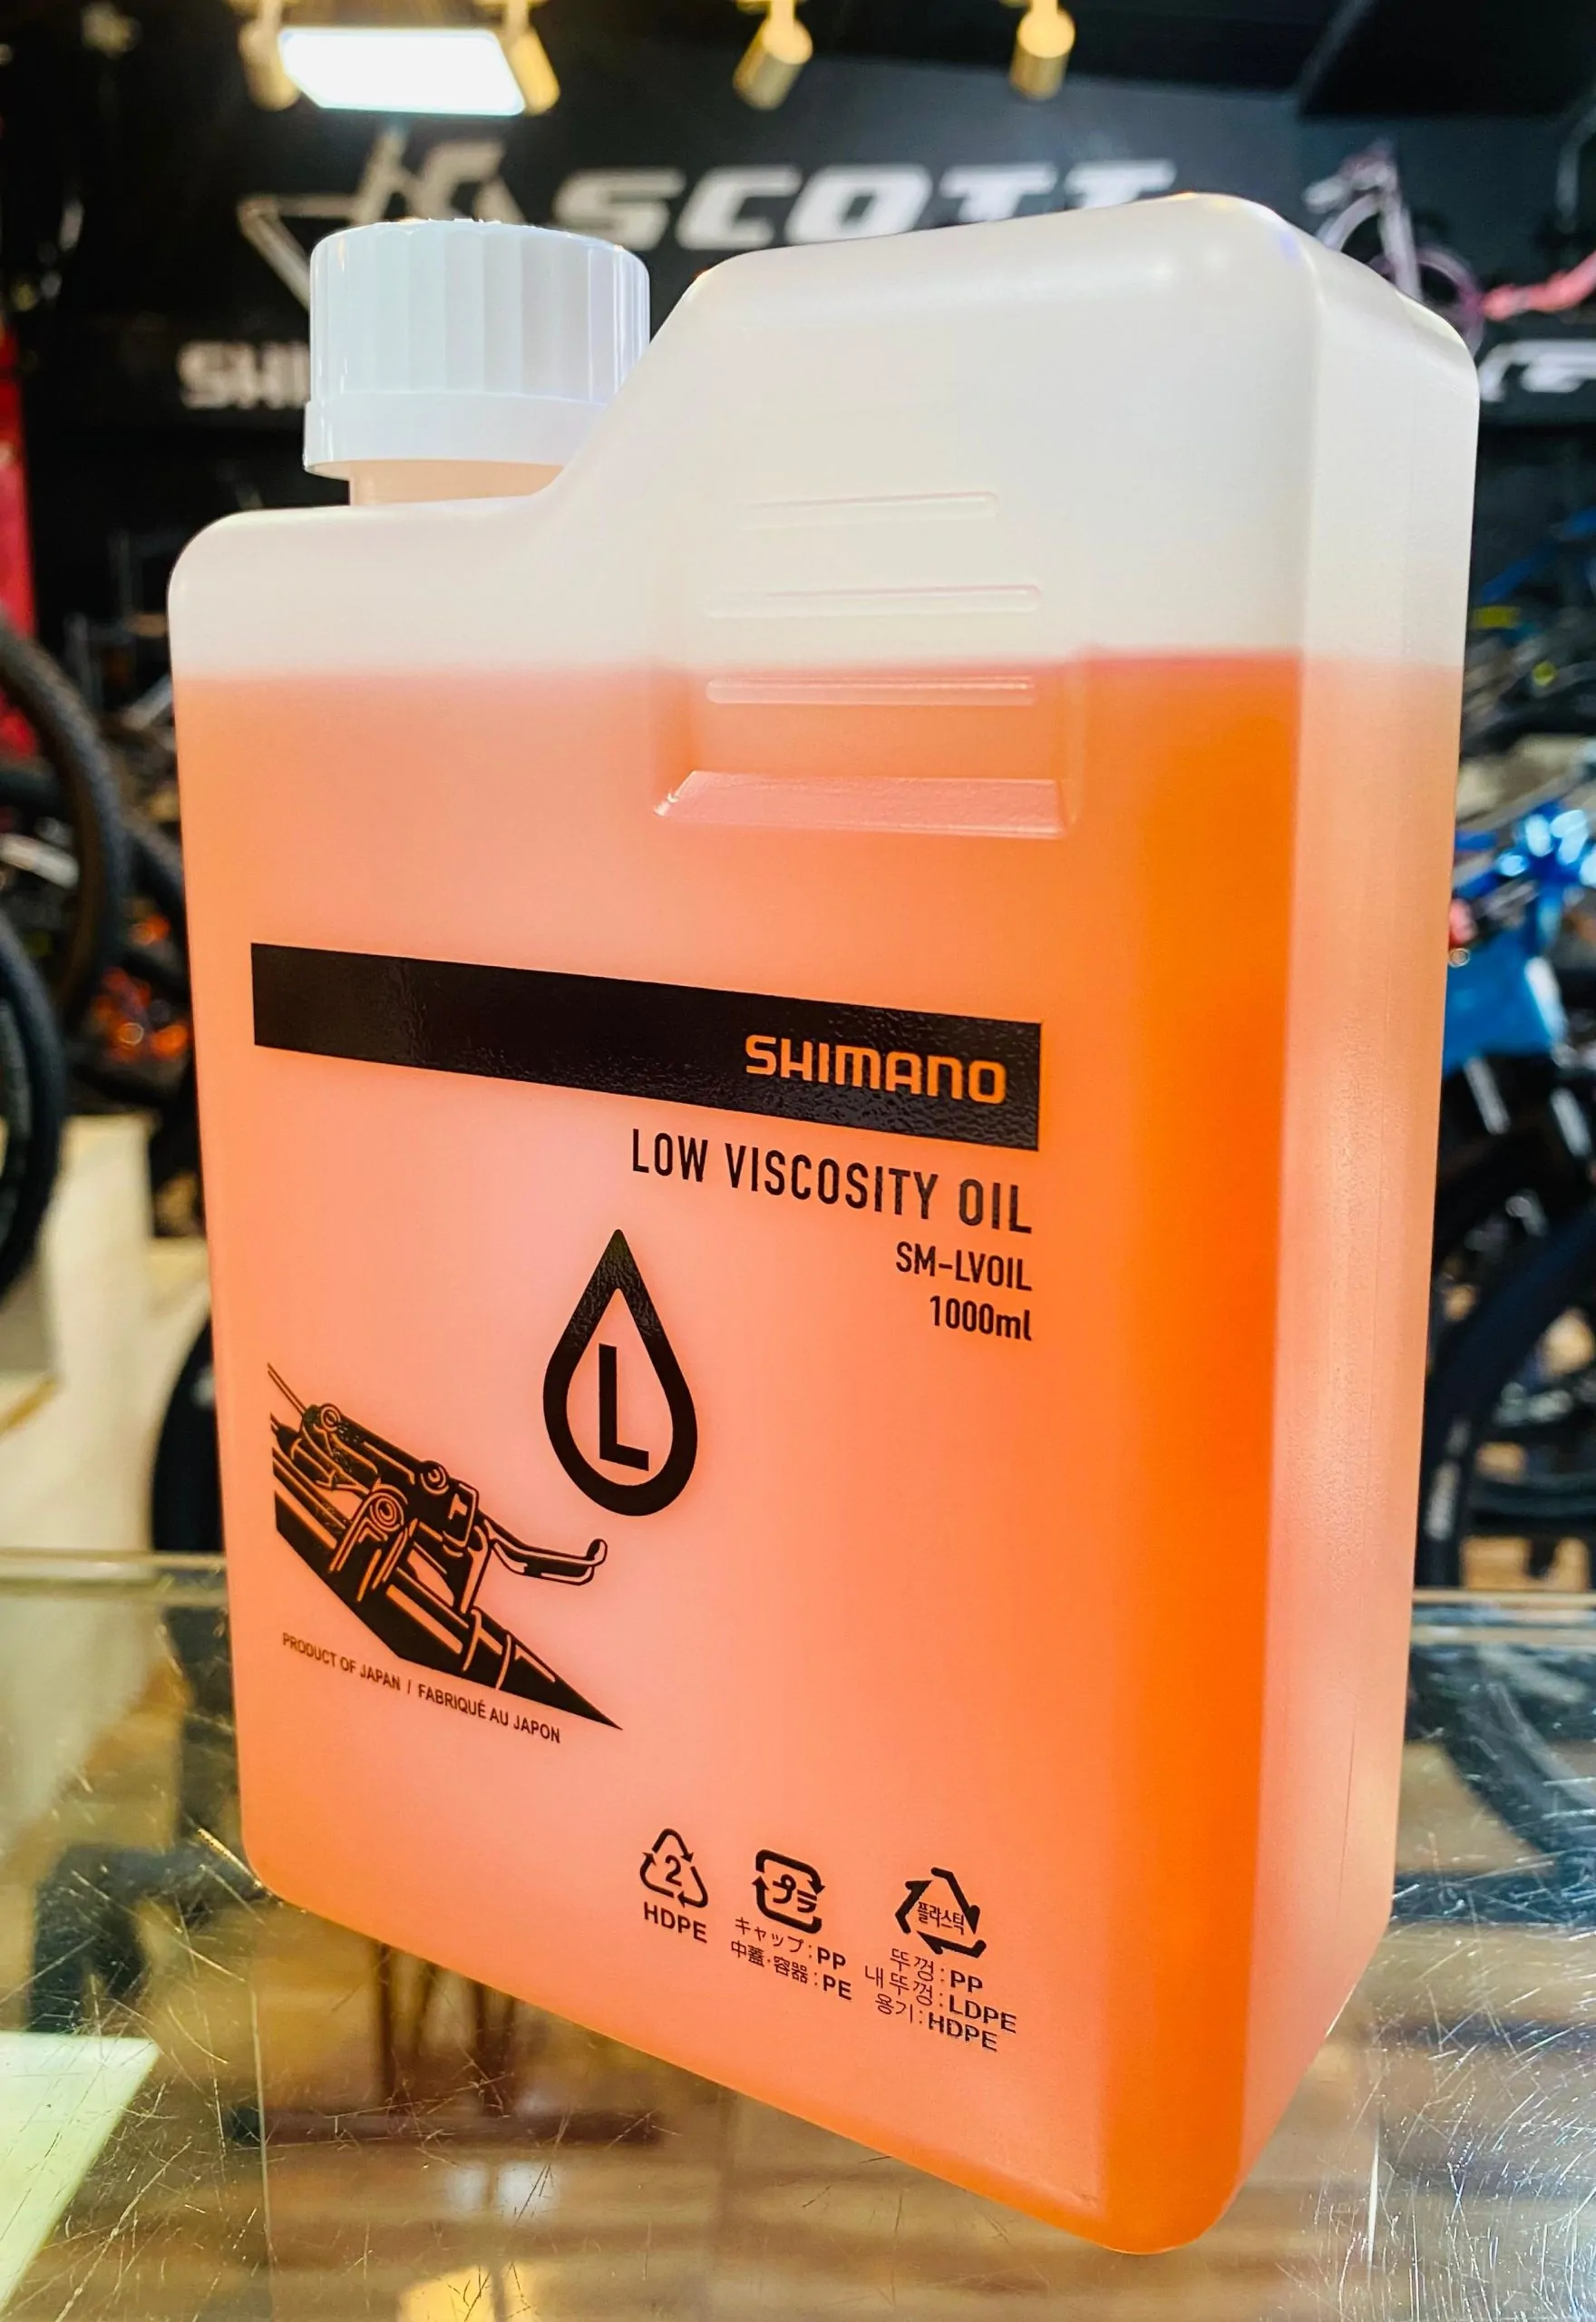 SCOTT
SHI
SHIMANO
LOW VISCOSITY OIL
SM-LVOIL
1000ml
L
PRODUCT OF JAPAN / FABRIQUÉ AU JAPON
2
HDPE
プラ
キャップ:PP
中蓋・容器:PE
플라스틱
뚜껑:PP
내뚜껑:LDPE
용기:HDPE